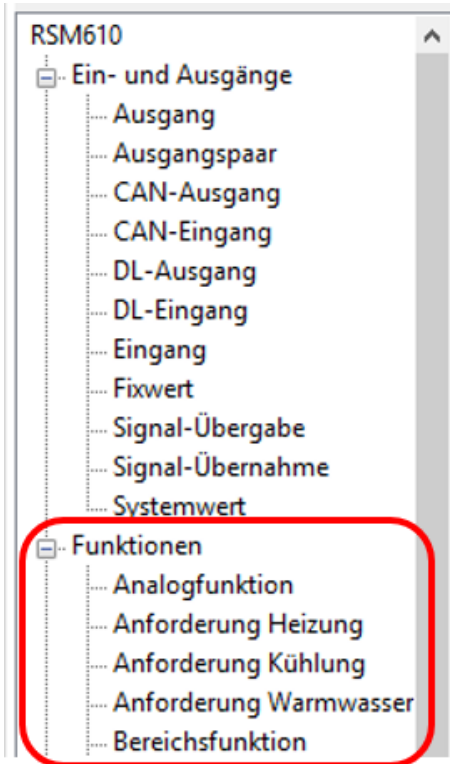 RSM610
Ein- und Ausgänge
Ausgang
Ausgangspaar
CAN-Ausgang
CAN-Eingang
DL-Ausgang
DL-Eingang
Eingang
Fixwert
Signal-Übergabe
Signal-Übernahme
Systemwert
Funktionen
Analogfunktion
Anforderung Heizung
Anforderung Kühlung
Anforderung Warmwasser
Bereichsfunktion